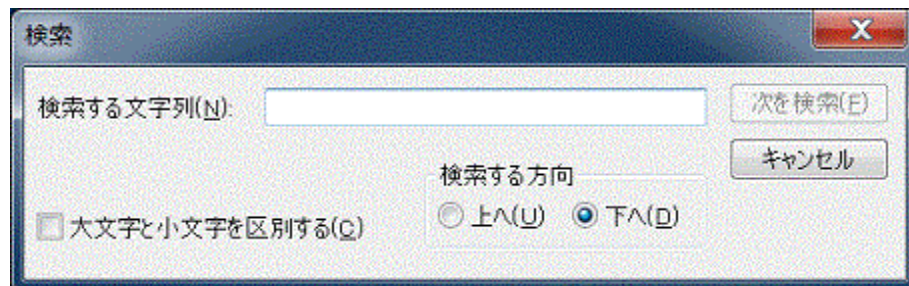 検索
検索する文字列(N):
次を検索(F)
キャンセル
検索する方向
大文字と小文字を区別する(C)
上へ(U)
下へ(D)